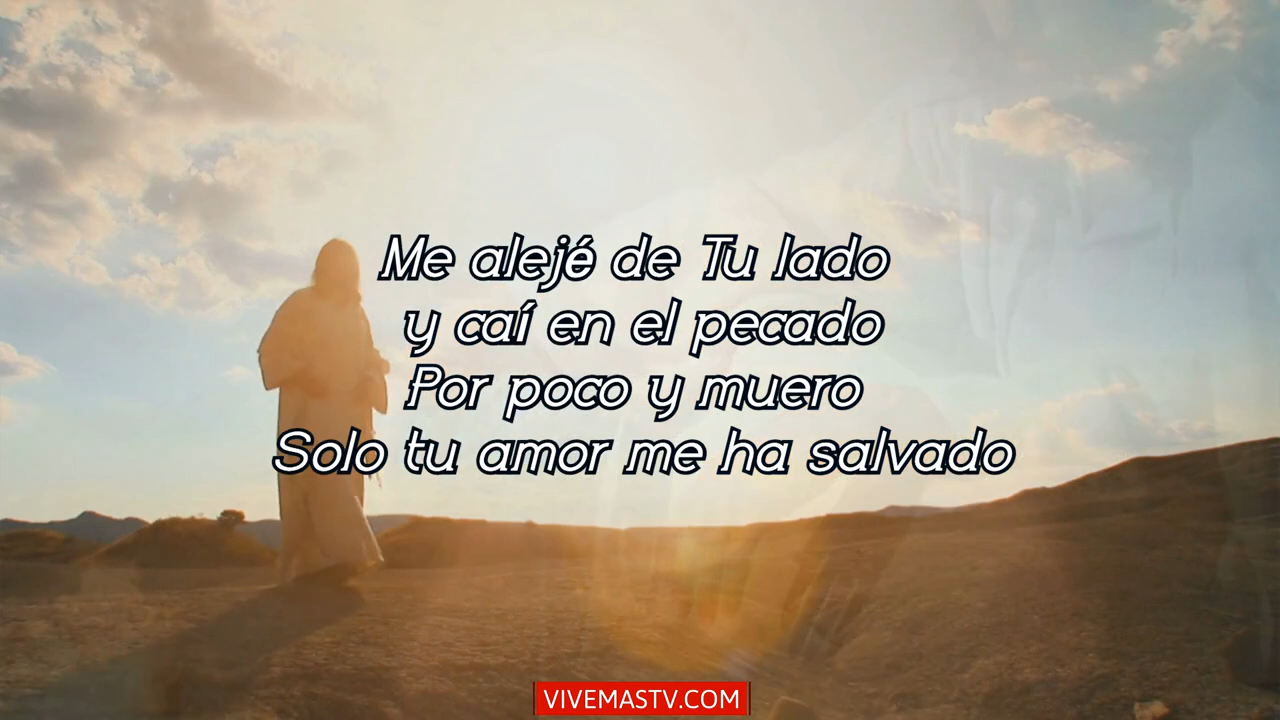 Me alejé de Tu lado
y caí en el pecado
Por poco y muero
Solo tu amor me ha salvado
VIVEMASTV.COM